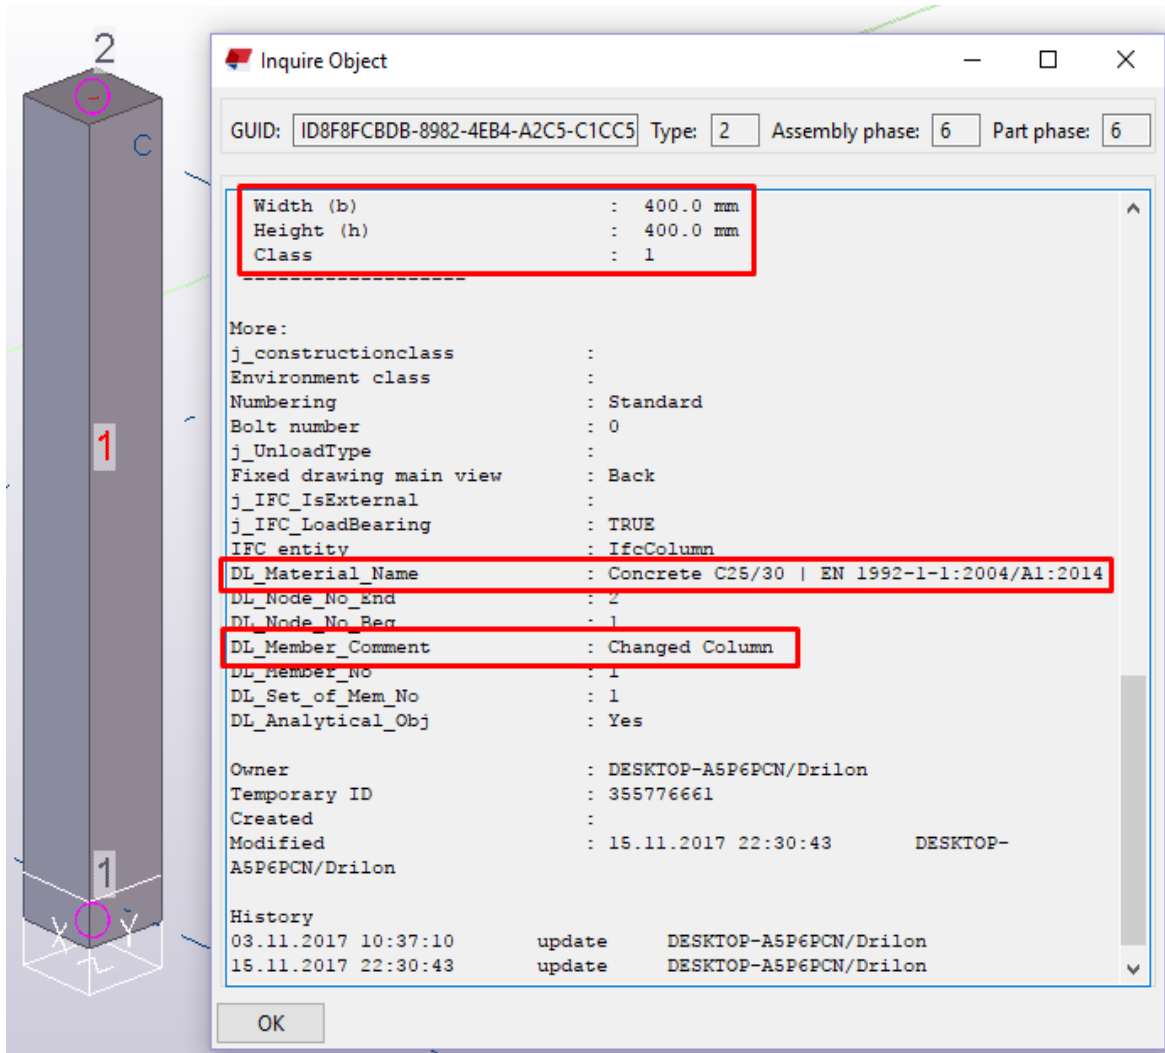 2
C
1
1
X
Y
Z
Inquire Object
GUID: ID8F8FCBDB-8982-4EB4-A2C5-C1CC5 Type: 2 Assembly phase: 6 Part phase: 6
Width (b) : 400.0 mm
Height (h) : 400.0 mm
Class : 1
-------------------
More:
j_constructionclass :
Environment class :
Numbering : Standard
Bolt number : 0
j_UnloadType :
Fixed drawing main view : Back
j_IFC_IsExternal :
j_IFC_LoadBearing : TRUE
IFC entity : IfcColumn
DL_Material_Name : Concrete C25/30 | EN 1992-1-1:2004/A1:2014
DL_Node_No_End : 2
DL_Node_No_Beg : 1
DL_Member_Comment : Changed Column
DL_Member_No : 1
DL_Set_of_Mem_No : 1
DL_Analytical_Obj : Yes
Owner : DESKTOP-A5P6PCN/Drilon
Temporary ID : 355776661
Created :
Modified : 15.11.2017 22:30:43 DESKTOP-
A5P6PCN/Drilon
History
03.11.2017 10:37:10 update DESKTOP-A5P6PCN/Drilon
15.11.2017 22:30:43 update DESKTOP-A5P6PCN/Drilon
OK